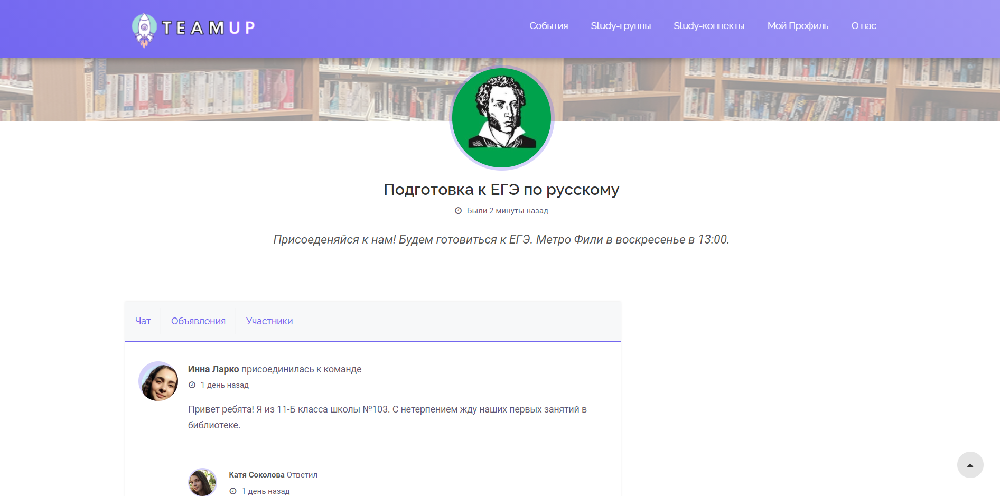 TEAMUP
События Study-группы Study-коннекты Мой Профиль О нас
Подготовка к ЕГЭ по русскому
Были 2 минуты назад
Присоеденяйся к нам! Будем готовиться к ЕГЭ. Метро Фили в воскресенье в 13:00.
Чат Объявления Участники
Инна Ларко присоединилась к команде
1 день назад
Привет ребята! Я из 11-Б класса школы №103. С нетерпением жду наших первых занятий в
библиотеке.
Катя Соколова Ответил
1 день назад